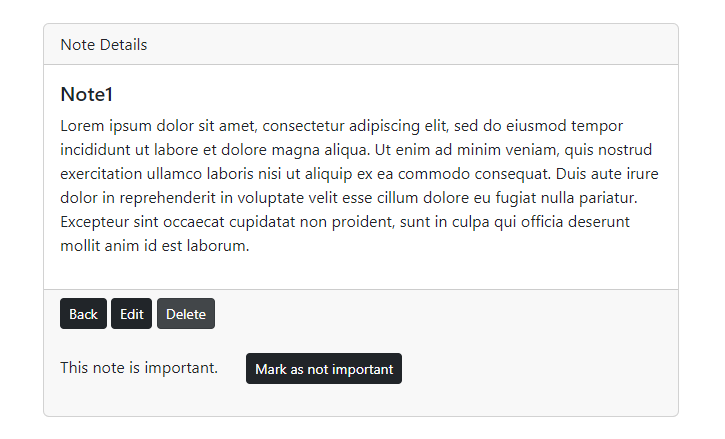 Note Details
Note1
Lorem ipsum dolor sit amet, consectetur adipiscing elit, sed do eiusmod tempor
incididunt ut labore et dolore magna aliqua. Ut enim ad minim veniam, quis nostrud
exercitation ullamco laboris nisi ut aliquip ex ea commodo consequat. Duis aute irure
dolor in reprehenderit in voluptate velit esse cillum dolore eu fugiat nulla pariatur.
Excepteur sint occaecat cupidatat non proident, sunt in culpa qui officia deserunt
mollit anim id est laborum.
Back Edit Delete
This note is important. Mark as not important